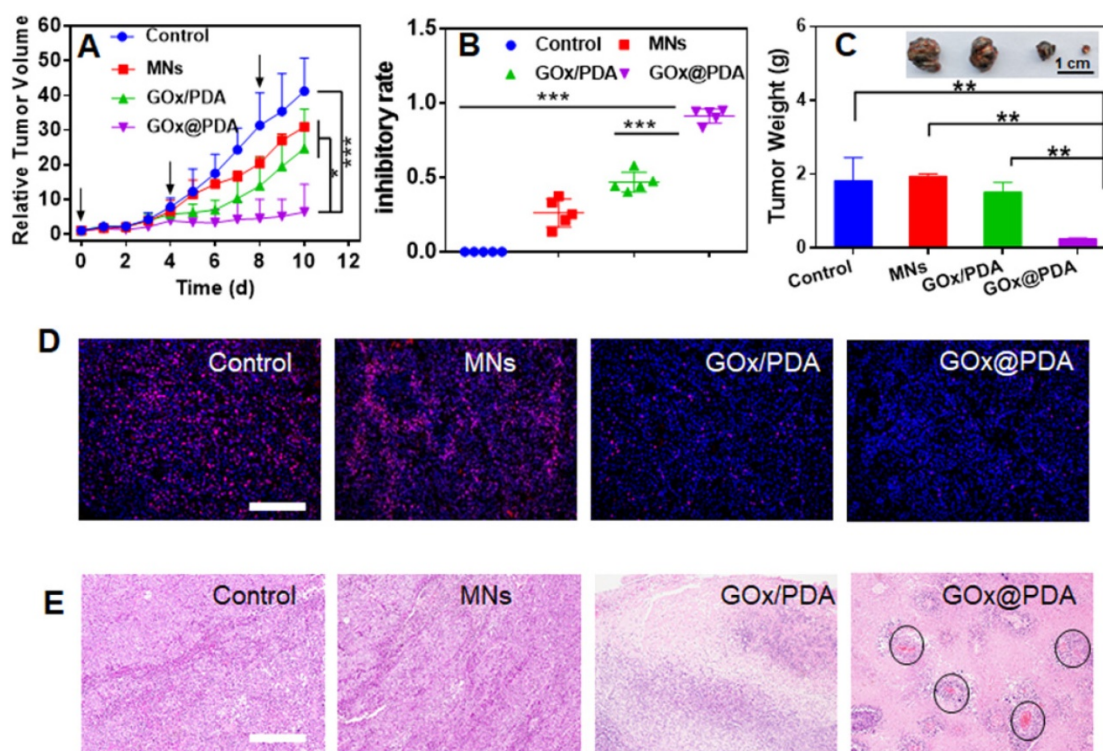 A
Relative Tumor Volume
60
50
40
30
20
10
0
Control
MNs
GOx/PDA
GOx@PDA
*
***
0 2 4 6 8 10 12
Time (d)
B
inhibitory rate
1.5
1.0
0.5
0.0
Control MNs
GOx/PDA GOx@PDA
***
***
C
Tumor Weight (g)
6
4
2
0
1 cm
**
**
**
Control MNs GOx/PDA GOx@PDA
D
Control MNs GOx/PDA GOx@PDA
E
Control MNs GOx/PDA GOx@PDA